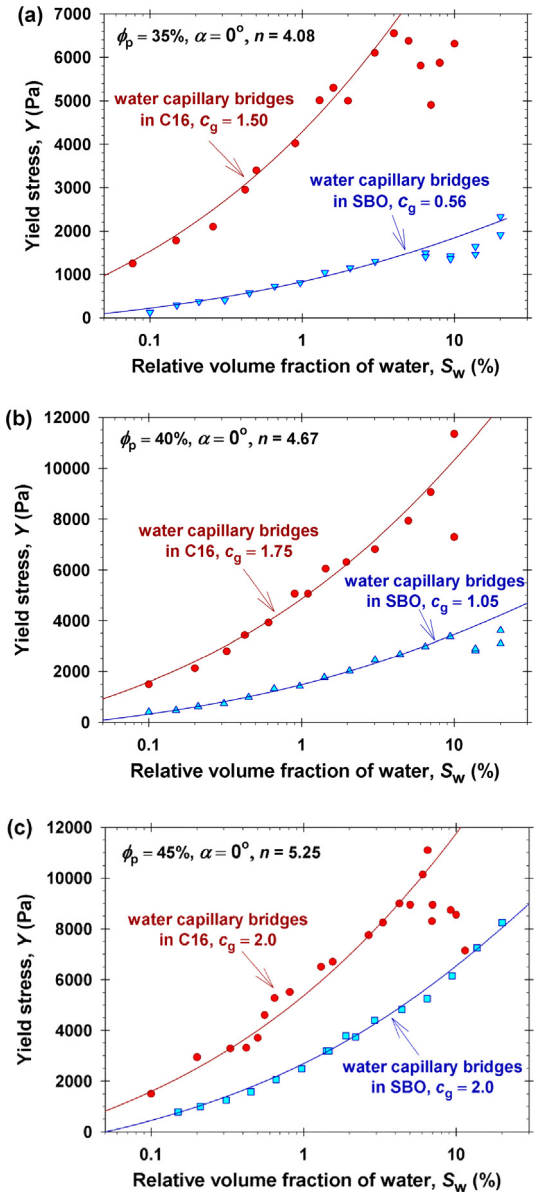 (a)
7000
6000
5000
4000
3000
2000
1000
0
Yield stress, Y (Pa)
ϕp = 35%, α = 0°, n = 4.08
water capillary bridges
in C16, cg = 1.50
water capillary bridges
in SBO, cg = 0.56
0.1 1 10
Relative volume fraction of water, Sw (%)
(b)
12000
10000
8000
6000
4000
2000
0
Yield stress, Y (Pa)
ϕp = 40%, α = 0°, n = 4.67
water capillary bridges
in C16, cg = 1.75
water capillary bridges
in SBO, cg = 1.05
0.1 1 10
Relative volume fraction of water, Sw (%)
(c)
12000
10000
8000
6000
4000
2000
0
Yield stress, Y (Pa)
ϕp = 45%, α = 0°, n = 5.25
water capillary bridges
in C16, cg = 2.0
water capillary bridges
in SBO, cg = 2.0
0.1 1 10
Relative volume fraction of water, Sw (%)